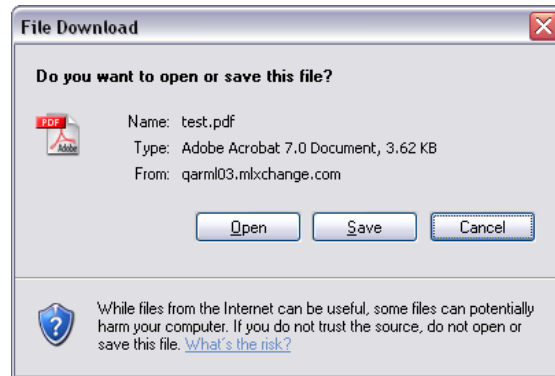 File Download
Do you want to open or save this file?
PDF
Adobe
Name: test.pdf
Type: Adobe Acrobat 7.0 Document, 3.62 KB
From: qarml03.mlxchange.com
Open
Save
Cancel
While files from the Internet can be useful, some files can potentially
harm your computer. If you do not trust the source, do not open or
save this file. What's the risk?